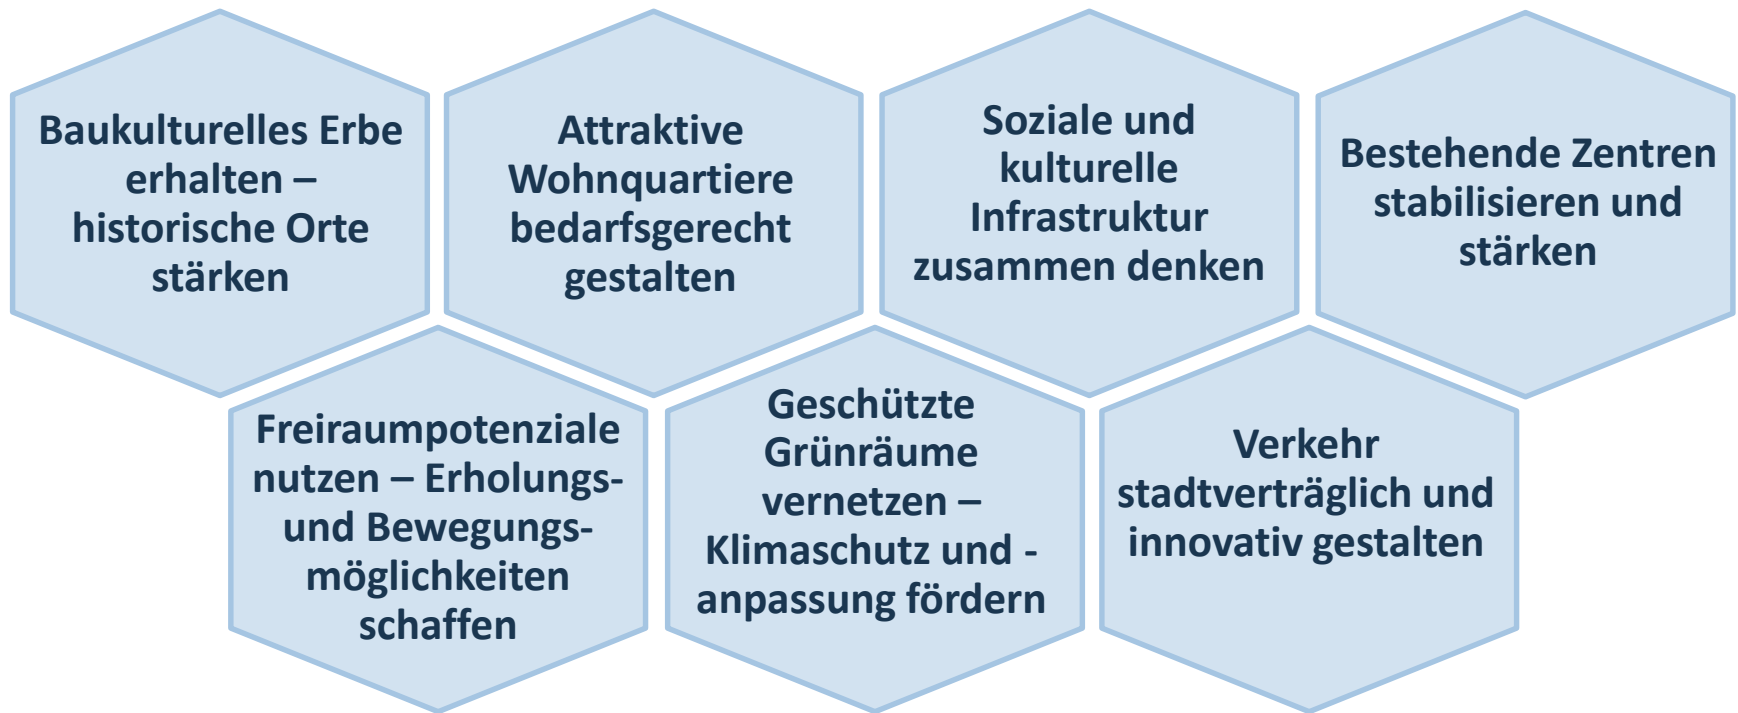 Baukulturelles Erbe
erhalten –
historische Orte
stärken
Attraktive
Wohnquartiere
bedarfsgerecht
gestalten
Soziale und
kulturelle
Infrastruktur
zusammen denken
Bestehende Zentren
stabilisieren und
stärken
Freiraumpotenziale
nutzen – Erholungs-
und Bewegungs-
möglichkeiten
schaffen
Geschützte
Grünräume
vernetzen –
Klimaschutz und -
anpassung fördern
Verkehr
stadtverträglich und
innovativ gestalten